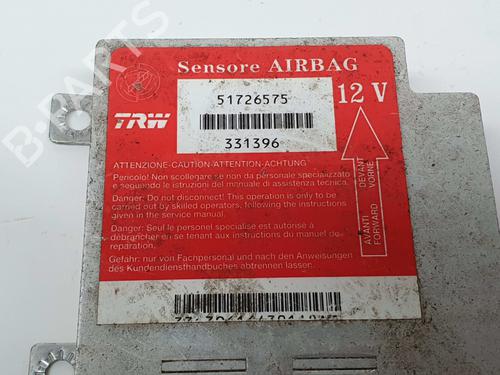 Sensore AIRBAG
51726575
12 V
TRW
331396
ATTENZIONE-CAUTION-ATTENTION-ACHTUNG
Pericolo! Non scollegare se non da personale specializzato
e seguendo le istruzioni del manuale di assistenza tecnica.
Danger: Do not disconnect! This operation is only to be
carried out by skilled operators, following the instructions
given in the service manual.
Danger: Seul le personel specialise est autorisé à
débrancher en se tenant aux instructions du manuel de
reparation.
Gefahr: nur von Fachpersonal und nach den Anweisungen
des Kundendiensthandbuches abtrennen lassen.
AVANTI DEVANT
FORWARD VORNE
B-PARTS